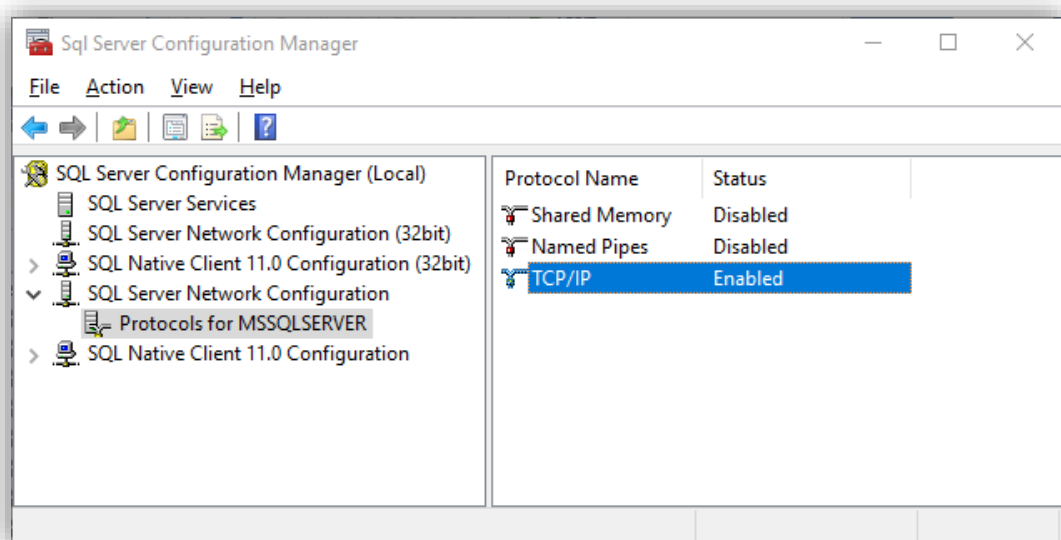 Sql Server Configuration Manager
File Action View Help
SQL Server Configuration Manager (Local)
SQL Server Services
SQL Server Network Configuration (32bit)
SQL Native Client 11.0 Configuration (32bit)
SQL Server Network Configuration
Protocols for MSSQLSERVER
SQL Native Client 11.0 Configuration
Protocol Name Status
Shared Memory Disabled
Named Pipes Disabled
TCP/IP Enabled